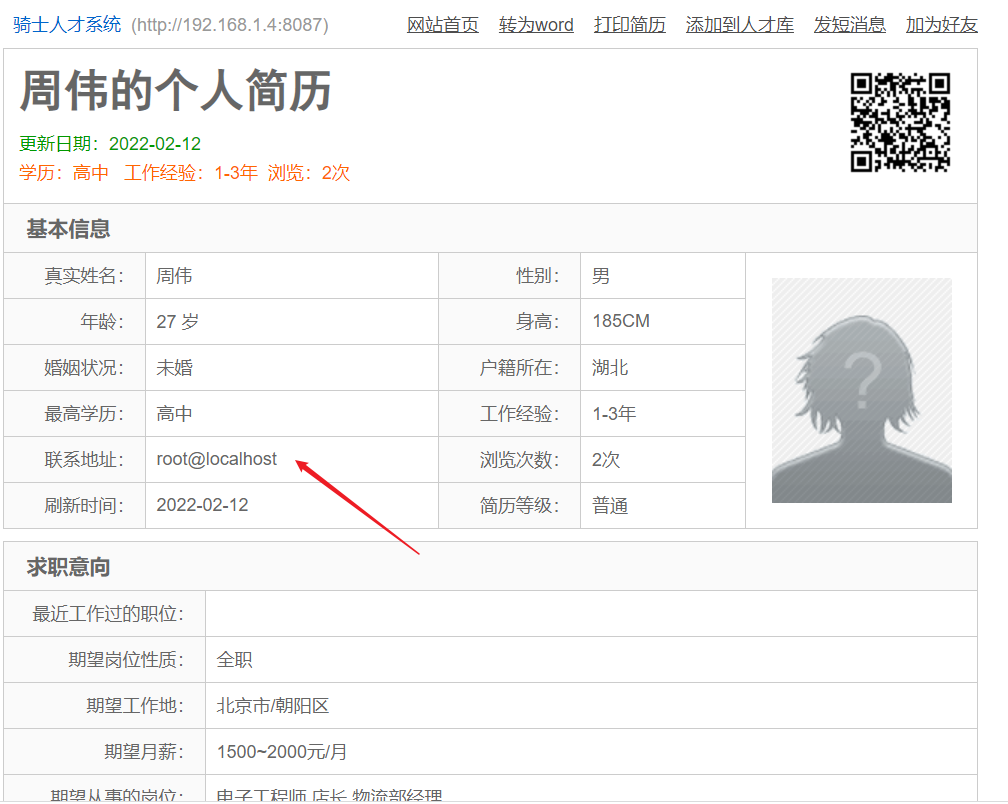 骑士人才系统 (http://192.168.1.4:8087) 网站首页 转为word 打印简历 添加到人才库 发短消息 加为好友
周伟的个人简历
更新日期：2022-02-12
学历：高中 工作经验：1-3年 浏览：2次
基本信息
真实姓名： 周伟 性别： 男
年龄： 27 岁 身高： 185CM
婚姻状况： 未婚 户籍所在： 湖北
最高学历： 高中 工作经验： 1-3年
联系地址： root@localhost 浏览次数： 2次
刷新时间： 2022-02-12 简历等级： 普通
?
求职意向
最近工作过的职位：
期望岗位性质： 全职
期望工作地： 北京市/朝阳区
期望月薪： 1500~2000元/月
期望从事的岗位： 电子工程师 店长 物流部经理